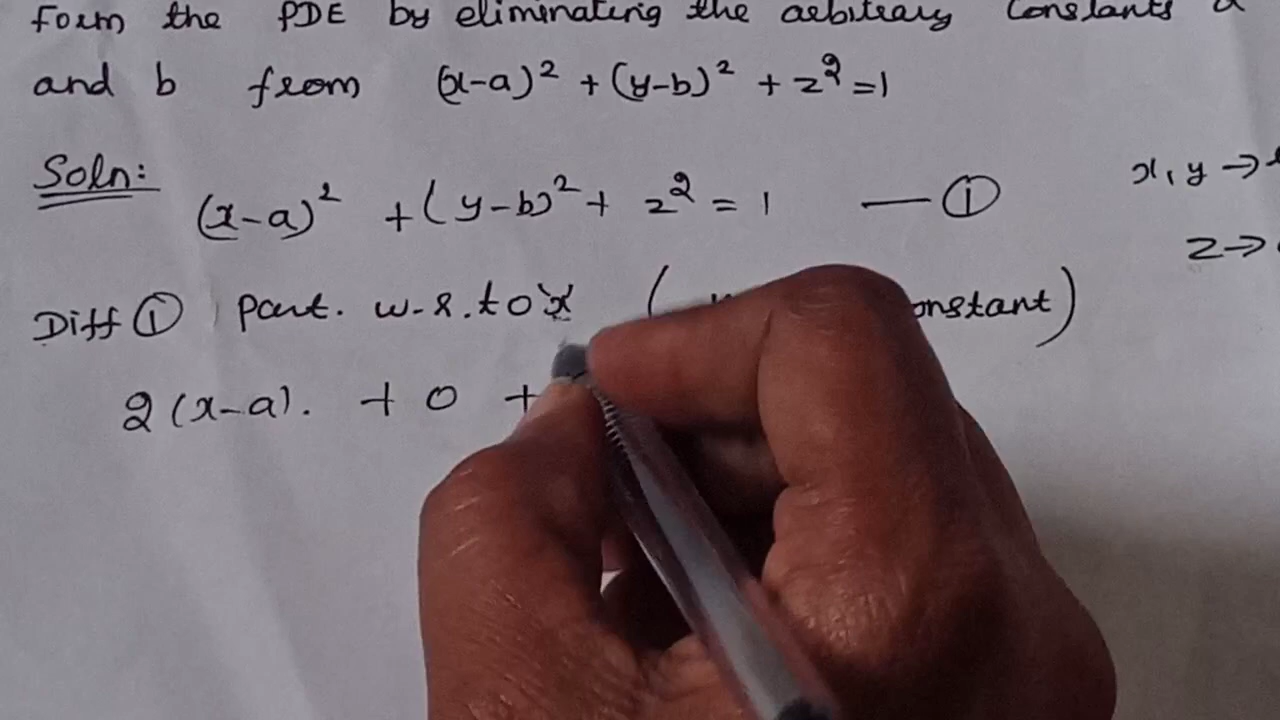 Form the PDE by eliminating the arbitrary constants a
and b from (x-a)² + (y-b)² + z² = 1
Soln:
(x-a)² + (y-b)² + z² = 1 — ①
x, y →
z →
Diff ① Part. w.r.to 'x' ( onstant)
2(x-a). + 0 +